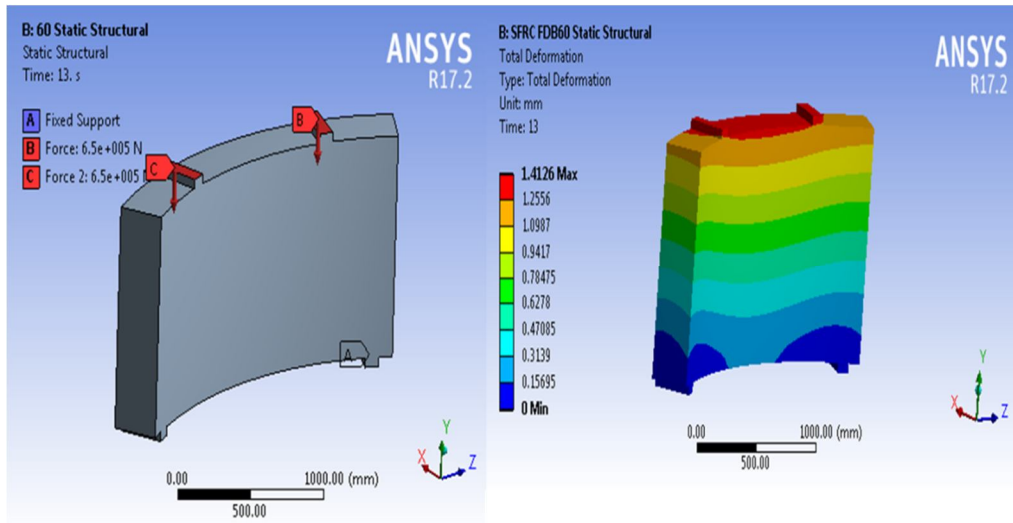 B: 60 Static Structural
Static Structural
Time: 13. s
A Fixed Support
B Force: 6.5e+005 N
C Force 2: 6.5e+005
ANSYS
R17.2
B
C
A
Y
X
Z
0.00 1000.00 (mm)
500.00
B: SFRC FDB60 Static Structural
Total Deformation
Type: Total Deformation
Unit: mm
Time: 13
ANSYS
R17.2
1.4126 Max
1.2556
1.0987
0.9417
0.78475
0.6278
0.47085
0.3139
0.15695
0 Min
Y
X
Z
0.00 1000.00 (mm)
500.00